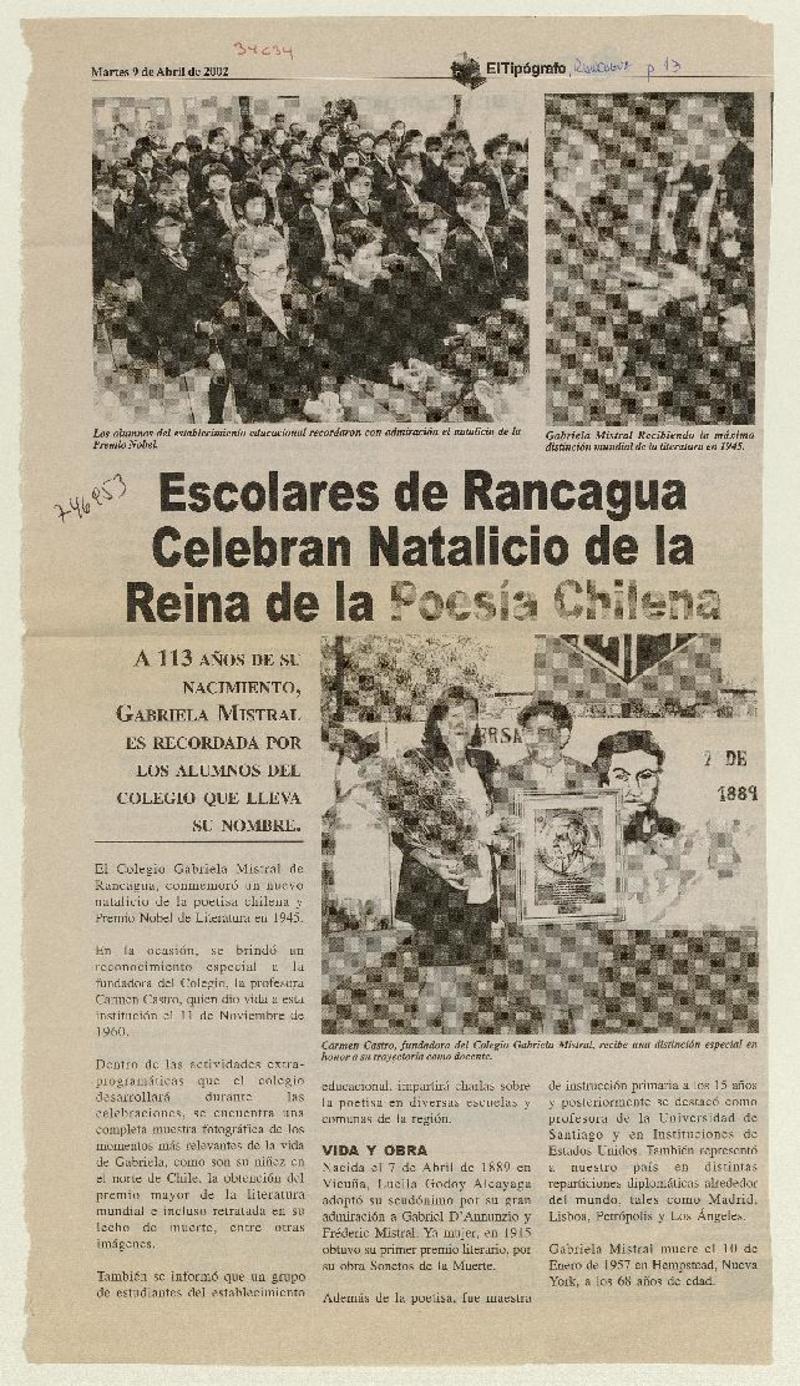 34c34
Martes 9 de Abril de 2002
El Tipógrafo, Rancagua p 13
Los alumnos del establecimiento educacional recordaron con admiración el natalicio de la
Premio Nobel.
Gabriela Mistral Recibiendo la máxima
distinción mundial de la literatura en 1945.
746953
Escolares de Rancagua
Celebran Natalicio de la
Reina de la Poesía Chilena
A 113 AÑOS DE SU
NACIMIENTO,
GABRIELA MISTRAL
ES RECORDADA POR
LOS ALUMNOS DEL
COLEGIO QUE LLEVA
SU NOMBRE.
ERSA
7 DE
1889
Carmen Castro, fundadora del Colegio Gabriela Mistral, recibe una distinción especial en
honor a su trayectoria como docente.
El Colegio Gabriela Mistral de
Rancagua, conmemoró un nuevo
natalicio de la poetisa chilena y
Premio Nobel de Literatura en 1945.
En la ocasión, se brindó un
reconocimiento especial a la
fundadora del Colegio, la profesora
Carmen Castro, quien dio vida a esta
institución el 11 de Noviembre de
1960.
Dentro de las actividades extra-
programáticas que el colegio
desarrollará durante las
celebraciones, se encuentra una
completa muestra fotográfica de los
momentos más relevantes de la vida
de Gabriela, como son su niñez en
el norte de Chile, la obtención del
premio mayor de la literatura
mundial e incluso retratada en su
lecho de muerte, entre otras
imágenes.
También se informó que un grupo
de estudiantes del establecimiento
educacional, impartirá charlas sobre
la poetisa en diversas escuelas y
comunas de la región.
VIDA Y OBRA
Nacida el 7 de Abril de 1889 en
Vicuña, Lucila Godoy Alcayaga
adoptó su seudónimo por su gran
admiración a Gabriel D'Annunzio y
Fréderic Mistral. Ya mujer, en 1915
obtuvo su primer premio literario, por
su obra Sonetos de la Muerte.
Además de la poetisa, fue maestra
de instrucción primaria a los 15 años
y posteriormente se destacó como
profesora de la Universidad de
Santiago y en Instituciones de
Estados Unidos. También representó
a nuestro país en distintas
reparticiones diplomáticas alrededor
del mundo, tales como Madrid,
Lisboa, Petrópolis y Los Ángeles.
Gabriela Mistral muere el 10 de
Enero de 1957 en Hempstead, Nueva
York, a los 68 años de edad.